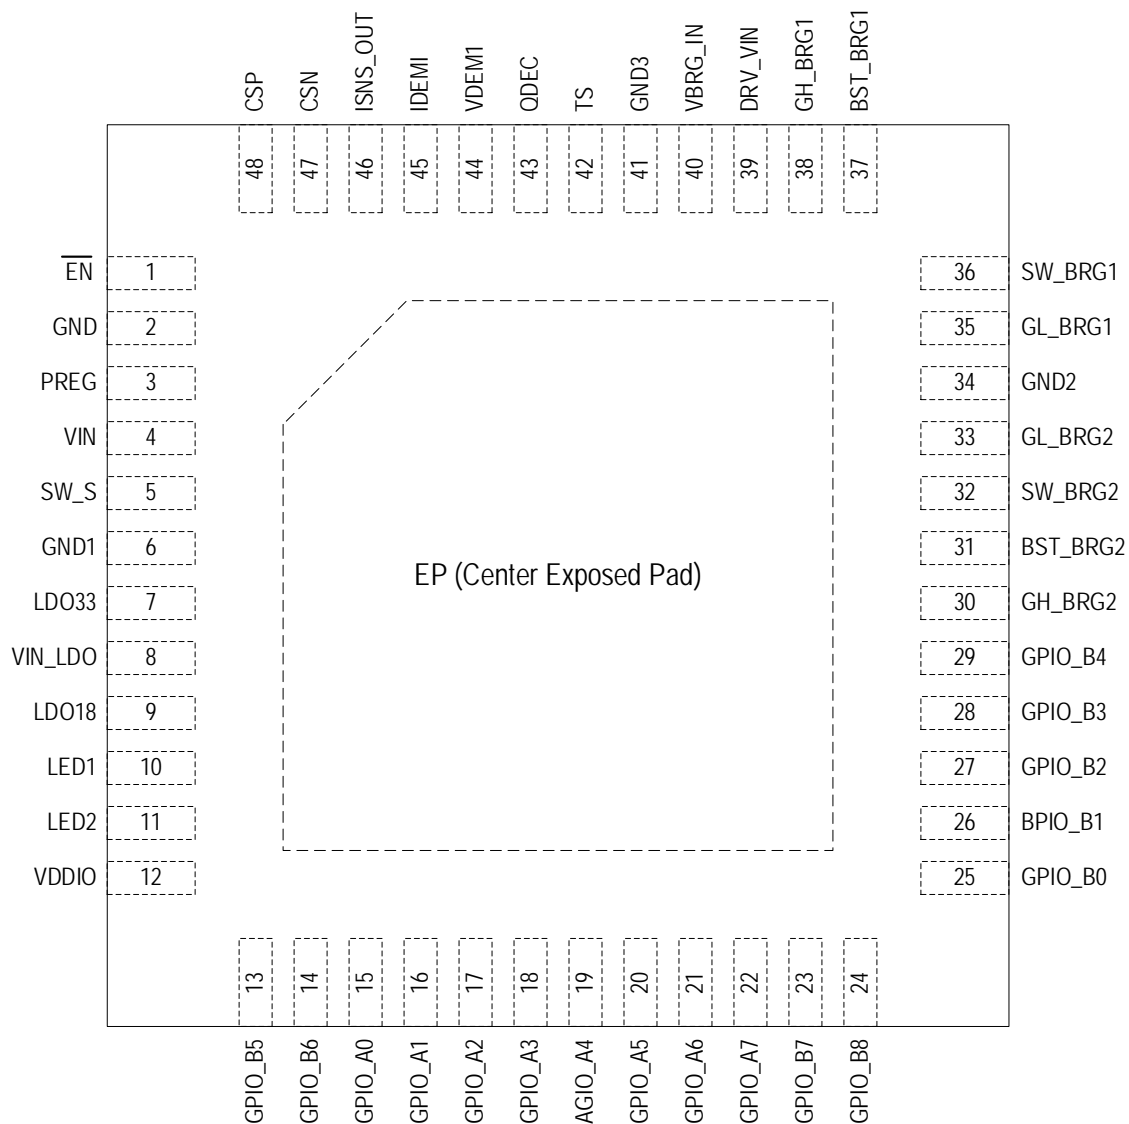 CSP
CSN
ISNS_OUT
IDEMI
VDEM1
QDEC
TS
GND3
VBRG_IN
DRV_VIN
GH_BRG1
BST_BRG1
48
47
46
45
44
43
42
41
40
39
38
37
EN 1
GND 2
PREG 3
VIN 4
SW_S 5
GND1 6
LDO33 7
VIN_LDO 8
LDO18 9
LED1 10
LED2 11
VDDIO 12
EP (Center Exposed Pad)
36 SW_BRG1
35 GL_BRG1
34 GND2
33 GL_BRG2
32 SW_BRG2
31 BST_BRG2
30 GH_BRG2
29 GPIO_B4
28 GPIO_B3
27 GPIO_B2
26 BPIO_B1
25 GPIO_B0
13
14
15
16
17
18
19
20
21
22
23
24
GPIO_B5
GPIO_B6
GPIO_A0
GPIO_A1
GPIO_A2
GPIO_A3
AGIO_A4
GPIO_A5
GPIO_A6
GPIO_A7
GPIO_B7
GPIO_B8